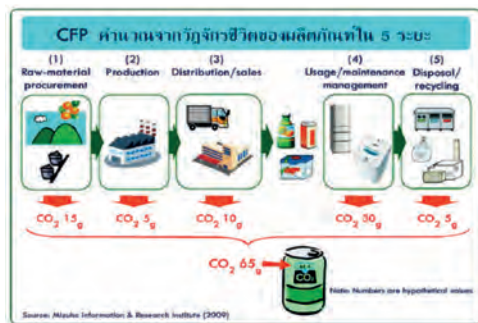 CFP คำนวณจากวัฏจักรชีวิตของผลิตภัณฑ์ใน 5 ระยะ
(1) (2) (3) (4) (5)
Raw-material procurement
Production
Distribution/sales
Usage/maintenance management
Disposal/recycling
CO2 15g
CO2 5g
CO2 10g
CO2 30g
CO2 5g
CO2 65g
CO2
Note: Numbers are hypothetical values
Source: Mizuho Information & Research Institute (2009)